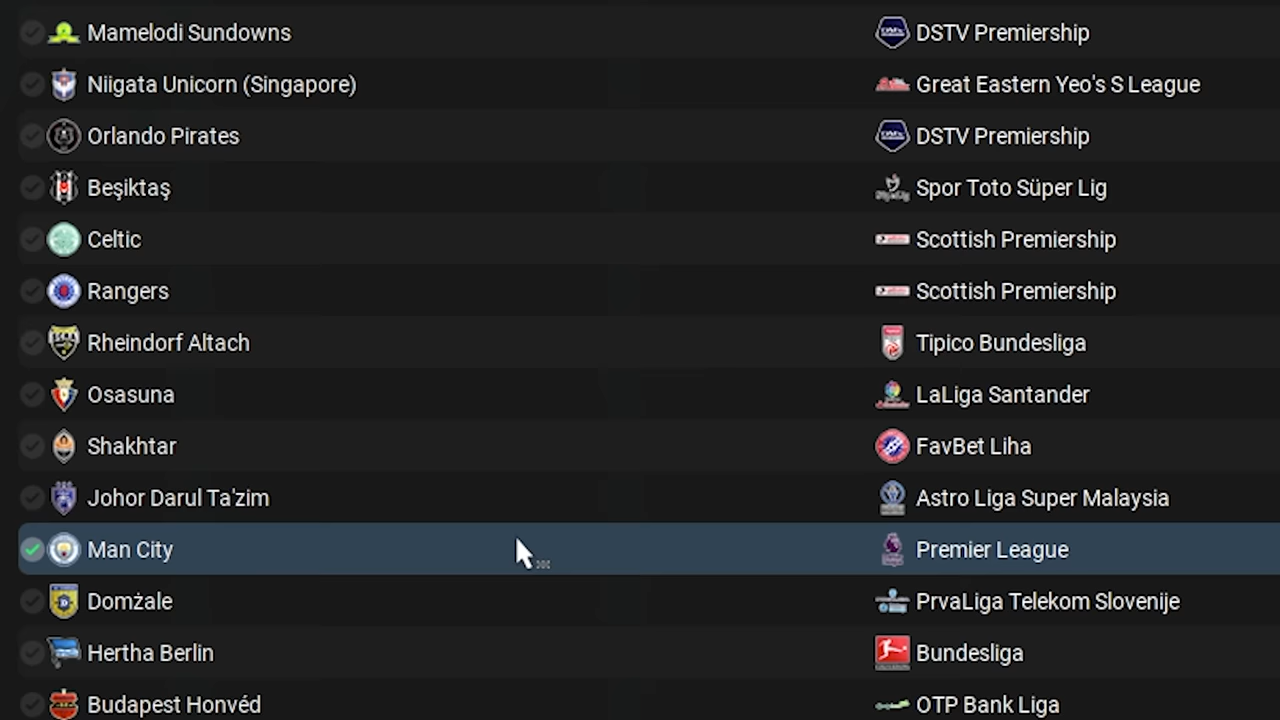 Mamelodi Sundowns DSTV Premiership
Niigata Unicorn (Singapore) Great Eastern Yeo's S League
Orlando Pirates DSTV Premiership
Beşiktaş Spor Toto Süper Lig
Celtic Scottish Premiership
Rangers Scottish Premiership
Rheindorf Altach Tipico Bundesliga
Osasuna LaLiga Santander
Shakhtar FavBet Liha
Johor Darul Ta'zim Astro Liga Super Malaysia
Man City Premier League
Domżale PrvaLiga Telekom Slovenije
Hertha Berlin Bundesliga
Budapest Honvéd OTP Bank Liga